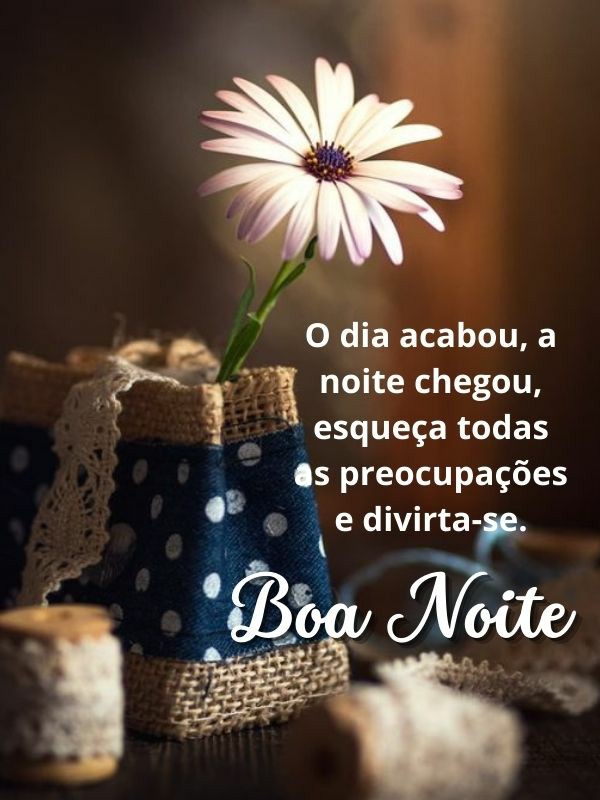 O dia acabou, a
noite chegou,
esqueça todas
as preocupações
e divirta-se.
Boa Noite